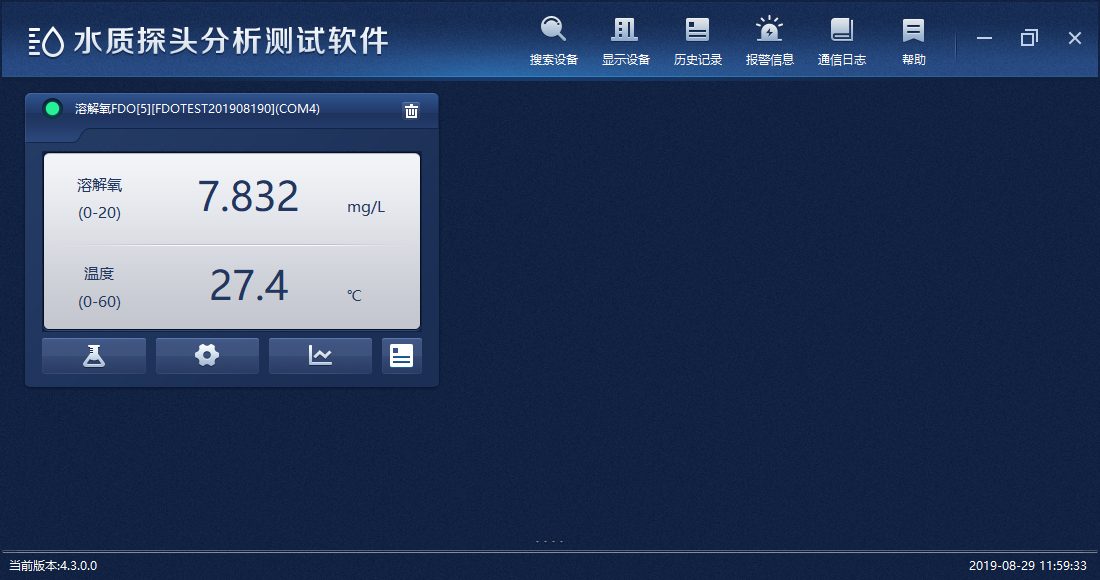 水质探头分析测试软件
搜索设备 显示设备 历史记录 报警信息 通信日志 帮助
溶解氧FDO[5][FDOTEST201908190](COM4)
溶解氧
(0-20)
7.832
mg/L
温度
(0-60)
27.4
℃
当前版本:4.3.0.0
2019-08-29 11:59:33